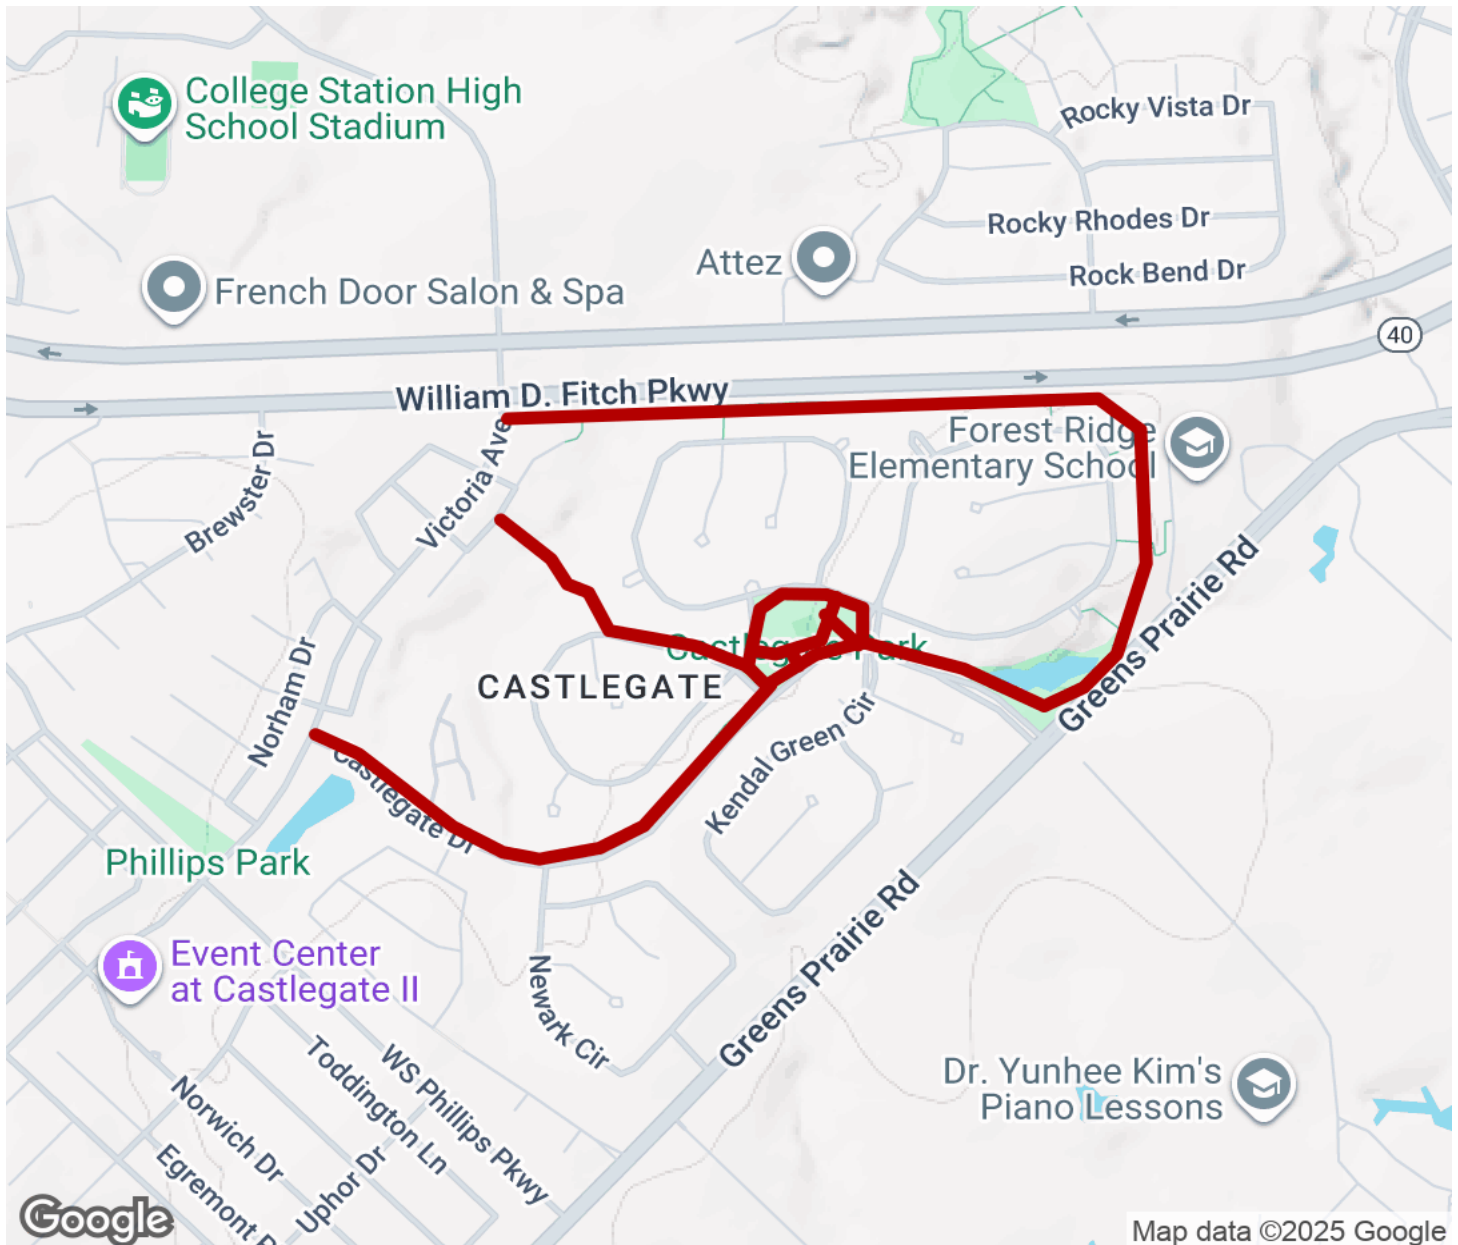 College Station High
School Stadium
Rocky Vista Dr
Rocky Rhodes Dr
Attez
Rock Bend Dr
French Door Salon & Spa
40
William D. Fitch Pkwy
Forest Ridge
Elementary School
Brewster Dr
Victoria Ave
Greens Prairie Rd
Castlegate Park
CASTLEGATE
Norham Dr
Kendal Green Cir
Castlegate Dr
Phillips Park
Greens Prairie Rd
Event Center
at Castlegate II
Newark Cir
Toddington Ln
WS Phillips Pkwy
Dr. Yunhee Kim's
Piano Lessons
Norwich Dr
Uphor Dr
Egremont
Google
Map data ©2025 Google